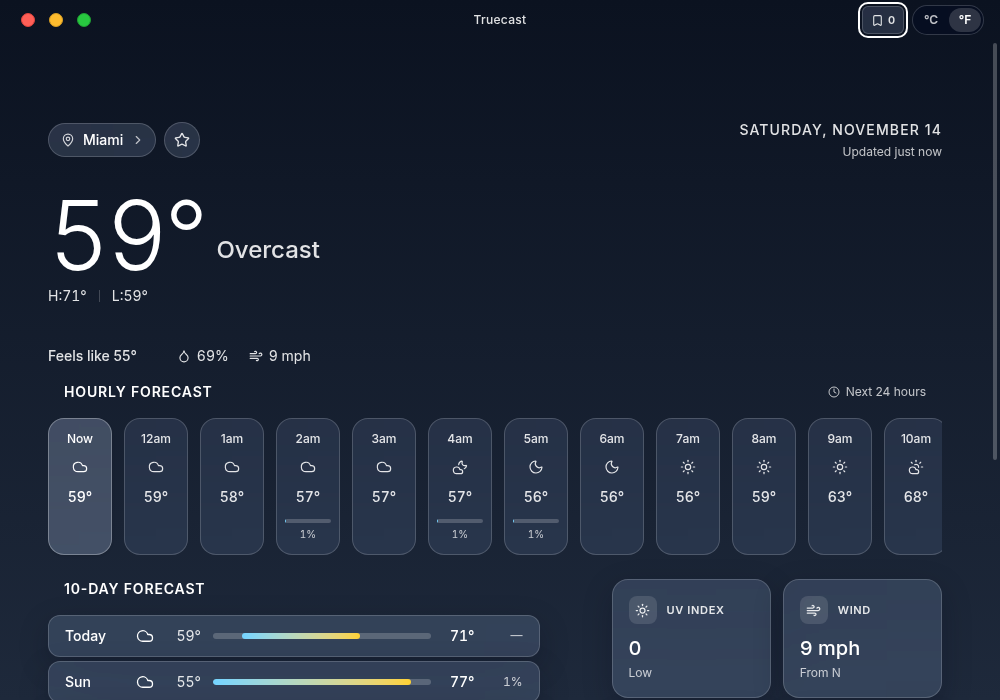 Truecast
0
°C
°F
Miami
SATURDAY, NOVEMBER 14
Updated just now
59°
Overcast
H:71°
L:59°
Feels like 55°
69%
9 mph
HOURLY FORECAST
Next 24 hours
Now
12am
1am
2am
3am
4am
5am
6am
7am
8am
9am
10am
59°
59°
58°
57°
57°
57°
56°
56°
56°
59°
63°
68°
1%
1%
1%
10-DAY FORECAST
Today
59°
71°
—
Sun
55°
77°
1%
UV INDEX
0
Low
WIND
9 mph
From N